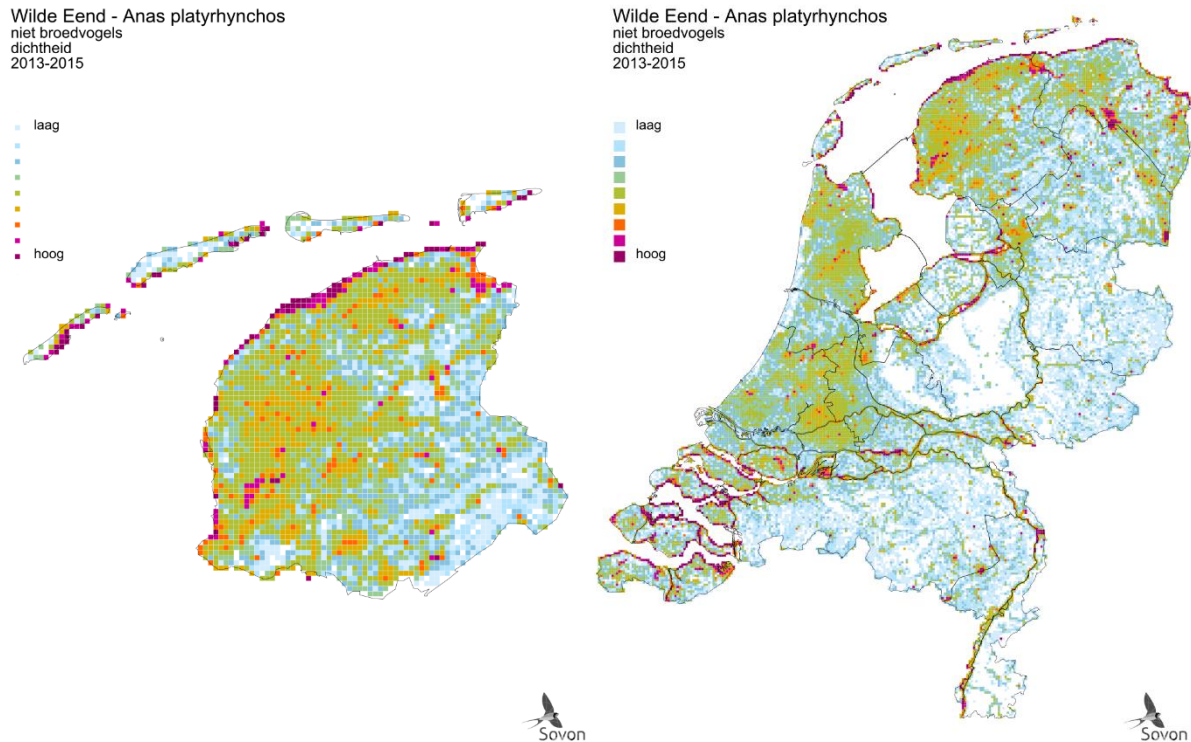 Wilde Eend - Anas platyrhynchos
niet broedvogels
dichtheid
2013-2015
laag
hoog
Sovon
Wilde Eend - Anas platyrhynchos
niet broedvogels
dichtheid
2013-2015
laag
hoog
Sovon